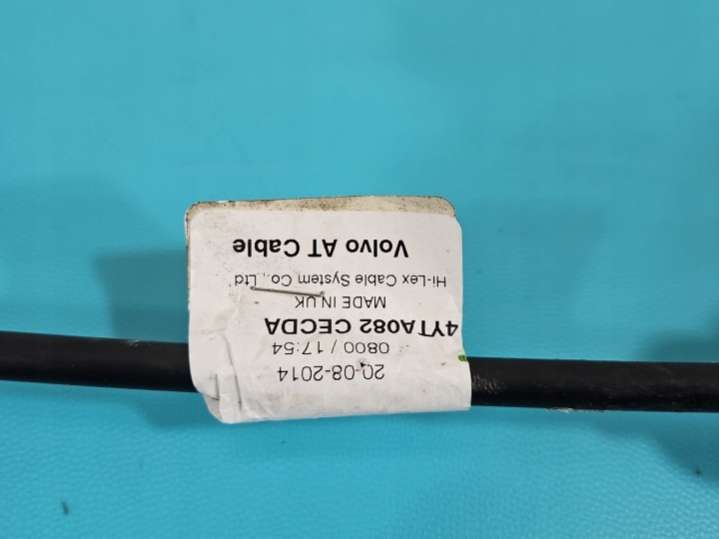 20-08-2014
0800 / 17:54
4YTA082 CECDA
MADE IN UK
Hi-Lex Cable System Co., Ltd
Volvo AT Cable